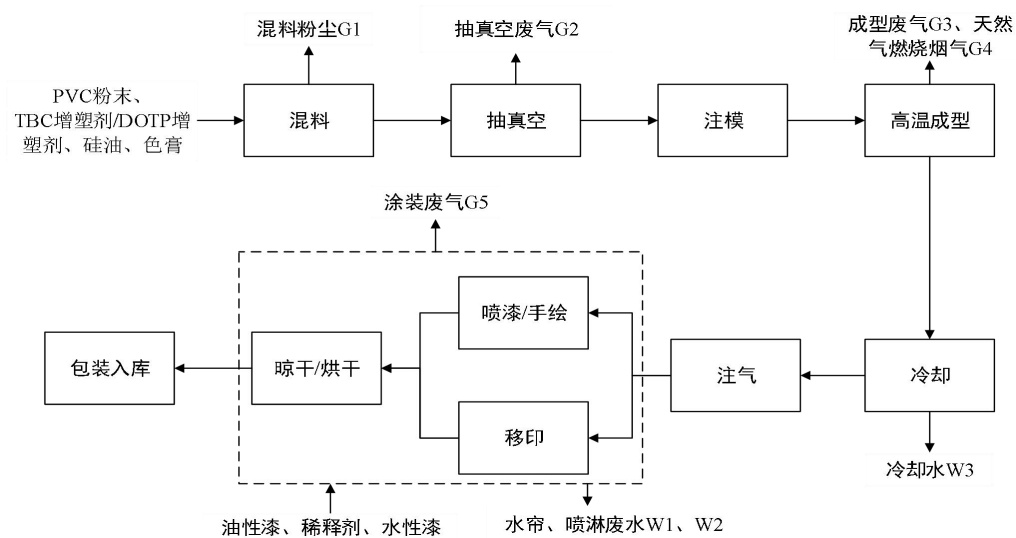 混料粉尘G1
抽真空废气G2
成型废气G3、天然
气燃烧烟气G4
PVC粉末、
TBC增塑剂/DOTP增
塑剂、硅油、色膏
混料
抽真空
注模
高温成型
涂装废气G5
喷漆/手绘
包装入库
晾干/烘干
注气
冷却
移印
冷却水W3
油性漆、稀释剂、水性漆
水帘、喷淋废水W1、W2